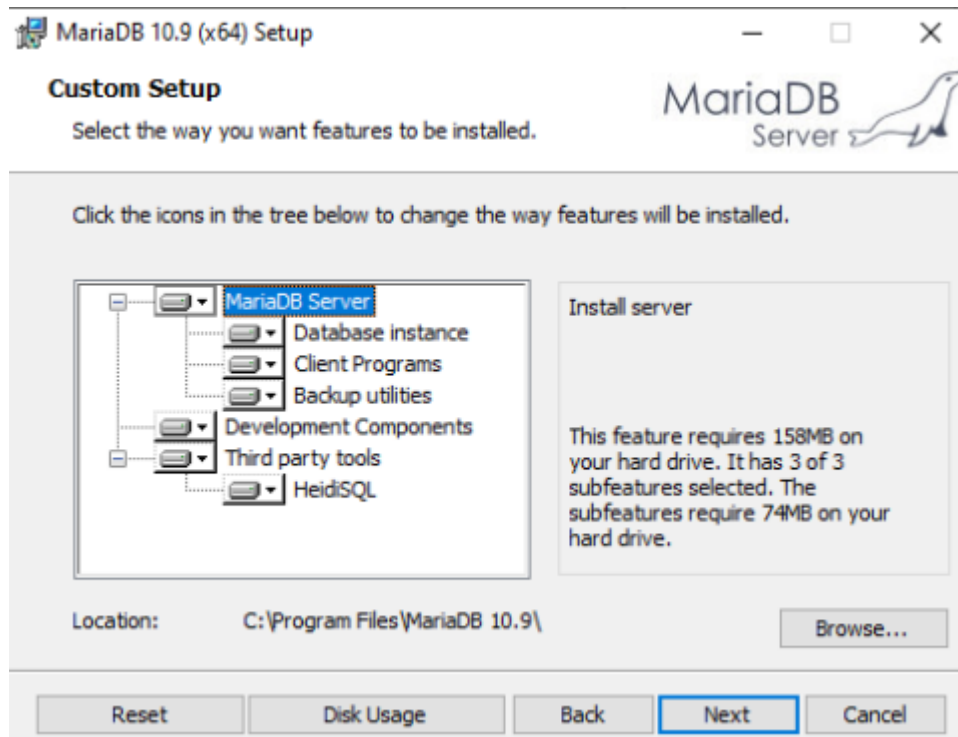 MariaDB 10.9 (x64) Setup
Custom Setup
Select the way you want features to be installed.
MariaDB
Server
Click the icons in the tree below to change the way features will be installed.
MariaDB Server
Database instance
Client Programs
Backup utilities
Development Components
Third party tools
HeidiSQL
Install server
This feature requires 158MB on
your hard drive. It has 3 of 3
subfeatures selected. The
subfeatures require 74MB on your
hard drive.
Location: C:\Program Files\MariaDB 10.9\
Browse...
Reset Disk Usage Back Next Cancel